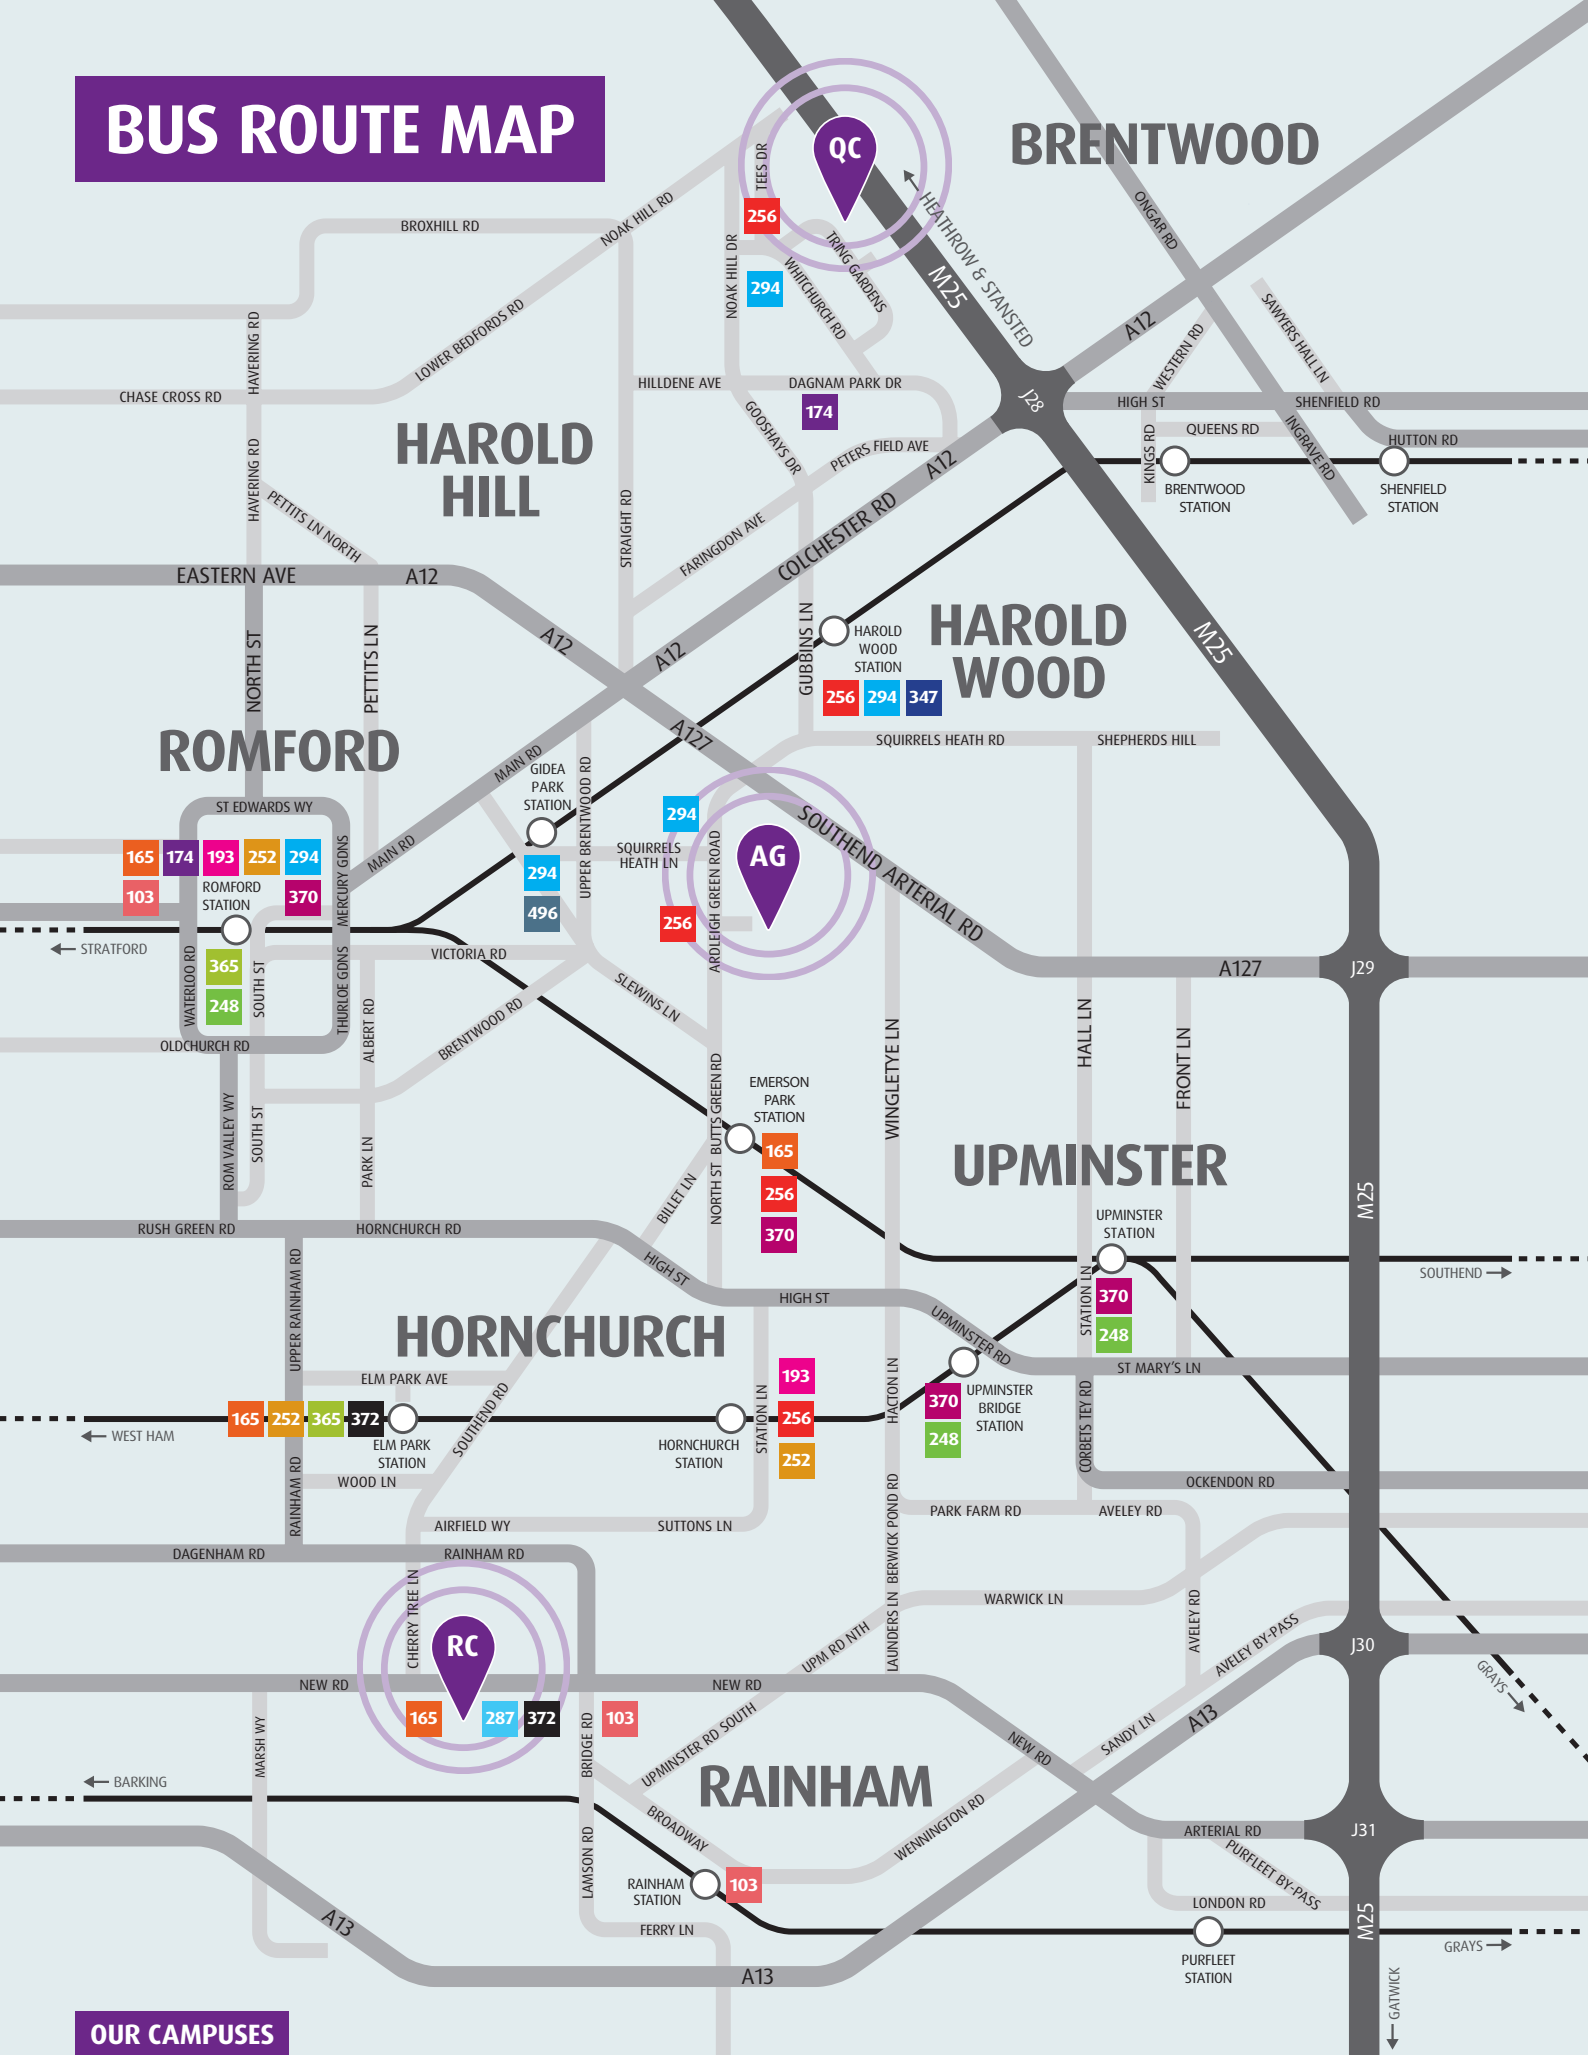 BUS ROUTE MAP
QC
BRENTWOOD
TEES DR
256
ONGAR RD
HEATHROW & STANSTED
BROXHILL RD
NOAK HILL RD
NOAK HILL DR
TRING GARDENS
WHITCHURCH RD
294
M25
LOWER BEDFORDS RD
HAVERING RD
SAWYERS HALL LN
A12
WESTERN RD
CHASE CROSS RD
HILLDENE AVE
DAGNAM PARK DR
174
J28
HIGH ST
SHENFIELD RD
HAROLD
HILL
GOOSHAYS DR
PETERS FIELD AVE
A12
QUEENS RD
INGRAVE RD
HUTTON RD
KINGS RD
BRENTWOOD
STATION
SHENFIELD
STATION
HAVERING RD
PETTITS LN NORTH
STRAIGHT RD
FARINGDON AVE
COLCHESTER RD
EASTERN AVE
A12
A12
A12
NORTH ST
PETTITS LN
GUBBINS LN
HAROLD
WOOD
STATION
HAROLD
WOOD
256
294
347
M25
ROMFORD
A127
SQUIRRELS HEATH RD
SHEPHERDS HILL
MAIN RD
GIDEA
PARK
STATION
UPPER BRENTWOOD RD
ST EDWARDS WY
294
SQUIRRELS
HEATH LN
ARDLEIGH GREEN ROAD
AG
SOUTHEND ARTERIAL RD
MAIN RD
MERCURY GDNS
165
174
193
252
294
103
ROMFORD
STATION
370
294
496
256
STRATFORD
VICTORIA RD
365
248
WATERLOO RD
SOUTH ST
THURLOE GDNS
ALBERT RD
BRENTWOOD RD
SLEWINS LN
A127
J29
OLDCHURCH RD
WINGLETYE LN
HALL LN
FRONT LN
ROM VALLEY WY
SOUTH ST
PARK LN
BUTTS GREEN RD
NORTH ST
EMERSON
PARK
STATION
165
256
370
UPMINSTER
BILLET LN
M25
RUSH GREEN RD
HORNCHURCH RD
UPMINSTER
STATION
HIGH ST
SOUTHEND
UPPER RAINHAM RD
HIGH ST
STATION LN
370
248
HORNCHURCH
UPMINSTER RD
ELM PARK AVE
193
ST MARY'S LN
165
252
365
372
ELM PARK
STATION
SOUTHEND RD
HORNCHURCH
STATION
STATION LN
256
252
HACTON LN
370
248
UPMINSTER
BRIDGE
STATION
CORBETS TEY RD
WEST HAM
RAINHAM RD
WOOD LN
OCKENDON RD
BERWICK POND RD
PARK FARM RD
AVELEY RD
AIRFIELD WY
SUTTONS LN
DAGENHAM RD
RAINHAM RD
CHERRY TREE LN
LAUNDERS LN
WARWICK LN
AVELEY RD
RC
UPM RD NTH
AVELEY BY-PASS
J30
NEW RD
NEW RD
GRAYS
165
287
372
103
MARSH WY
BRIDGE RD
UPMINSTER RD SOUTH
NEW RD
SANDY LN
A13
BARKING
RAINHAM
BROADWAY
WENNINGTON RD
ARTERIAL RD
J31
LAMSON RD
RAINHAM
STATION
103
PURFLEET BY-PASS
LONDON RD
A13
FERRY LN
M25
GRAYS
PURFLEET
STATION
A13
GATWICK
OUR CAMPUSES